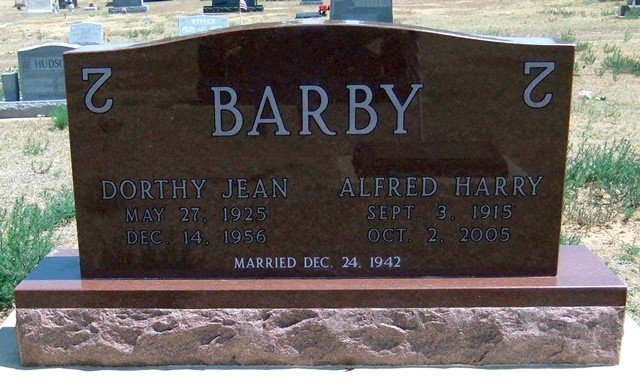 HUDSO
BARBY
DORTHY JEAN
MAY 27, 1925
DEC. 14, 1956
ALFRED HARRY
SEPT. 3, 1915
OCT. 2, 2005
MARRIED DEC. 24, 1942